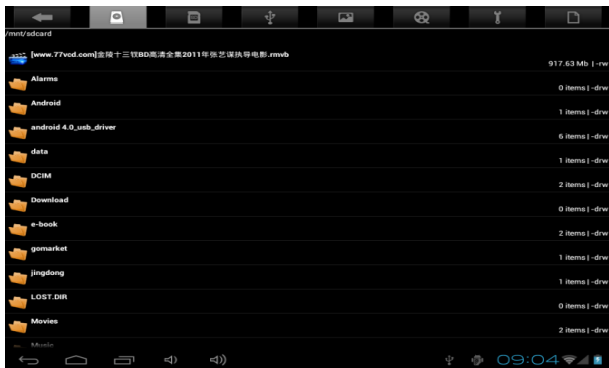 /mnt/sdcard
[www.77vcd.com]金陵十三钗BD高清全集2011年张艺谋执导电影.rmvb
917.63 Mb | -rw
Alarms
0 items | -drw
Android
1 items | -drw
android 4.0_usb_driver
6 items | -drw
data
1 items | -drw
DCIM
2 items | -drw
Download
0 items | -drw
e-book
2 items | -drw
gomarket
1 items | -drw
jingdong
1 items | -drw
LOST.DIR
0 items | -drw
Movies
2 items | -drw
Music
09:04